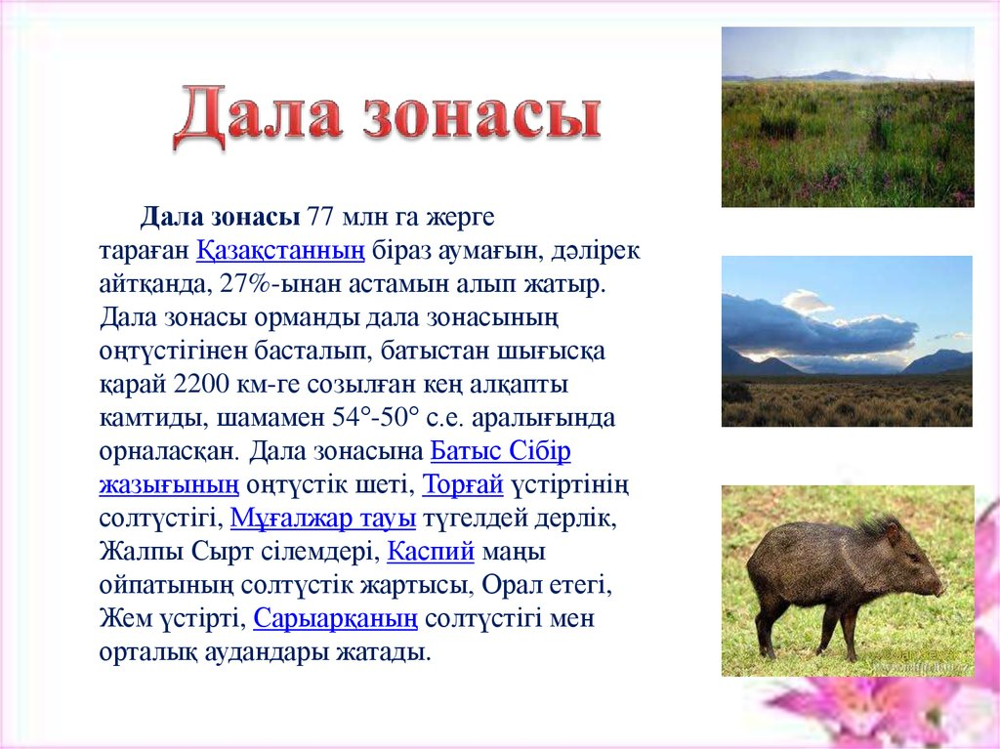 Дала зонасы
Дала зонасы 77 млн га жерге
тараған Қазақстанның біраз аумағын, дәлірек
айтқанда, 27%-ынан астамын алып жатыр.
Дала зонасы орманды дала зонасының
оңтүстігінен басталып, батыстан шығысқа
қарай 2200 км-ге созылған кең алқапты
камтиды, шамамен 54°-50° с.е. аралығында
орналасқан. Дала зонасына Батыс Сібір
жазығының оңтүстік шеті, Торғай үстіртінің
солтүстігі, Мұғалжар тауы түгелдей дерлік,
Жалпы Сырт сілемдері, Каспий маңы
ойпатының солтүстік жартысы, Орал етегі,
Жем үстірті, Сарыарқаның солтүстігі мен
орталық аудандары жатады.